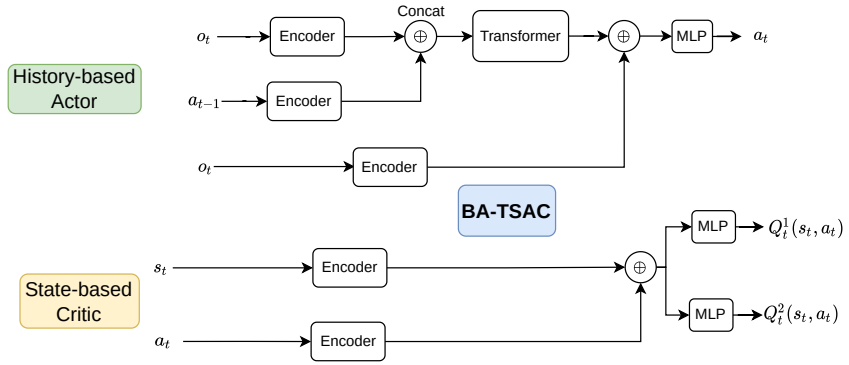 Concat
o_t
Encoder
⊕
Transformer
⊕
MLP
a_t
History-based
Actor
a_{t−1}
Encoder
o_t
Encoder
BA-TSAC
s_t
Encoder
⊕
MLP
Q_t^1(s_t, a_t)
State-based
Critic
MLP
Q_t^2(s_t, a_t)
a_t
Encoder